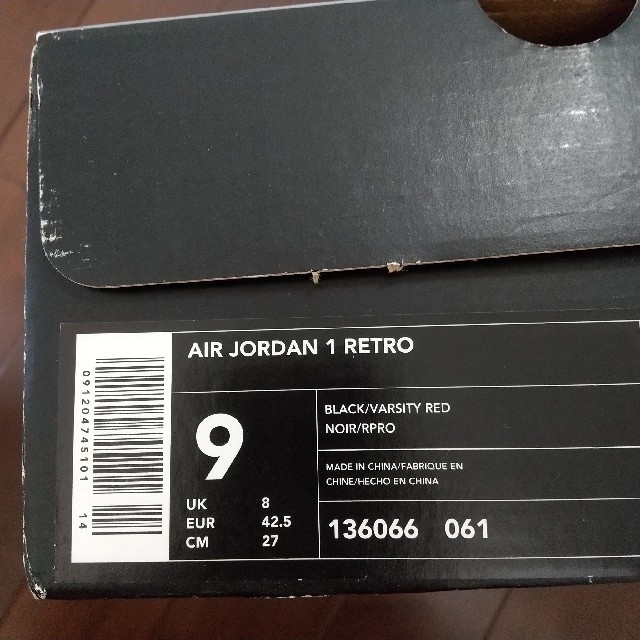 AIR JORDAN 1 RETRO
9
UK 8
EUR 42.5
CM 27
BLACK/VARSITY RED
NOIR/RPRO
MADE IN CHINA/FABRIQUE EN
CHINE/HECHO EN CHINA
136066 061
091204745101 14